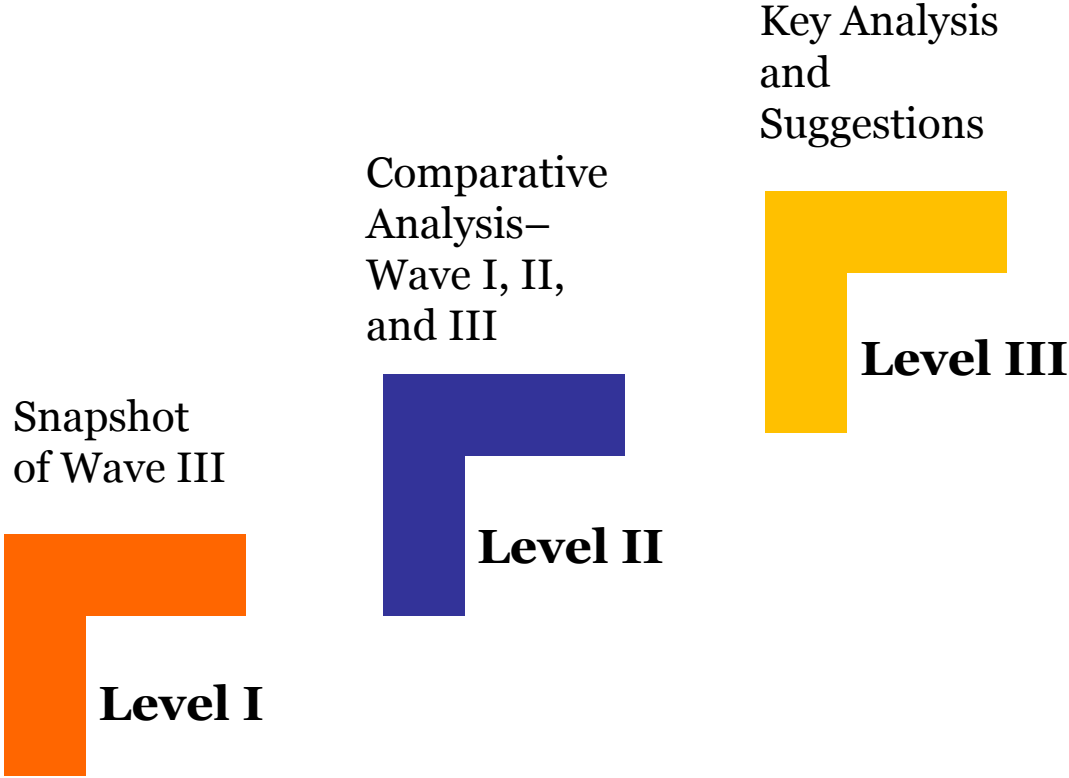 Key Analysis
and
Suggestions
Comparative
Analysis–
Wave I, II,
and III
Level III
Snapshot
of Wave III
Level II
Level I